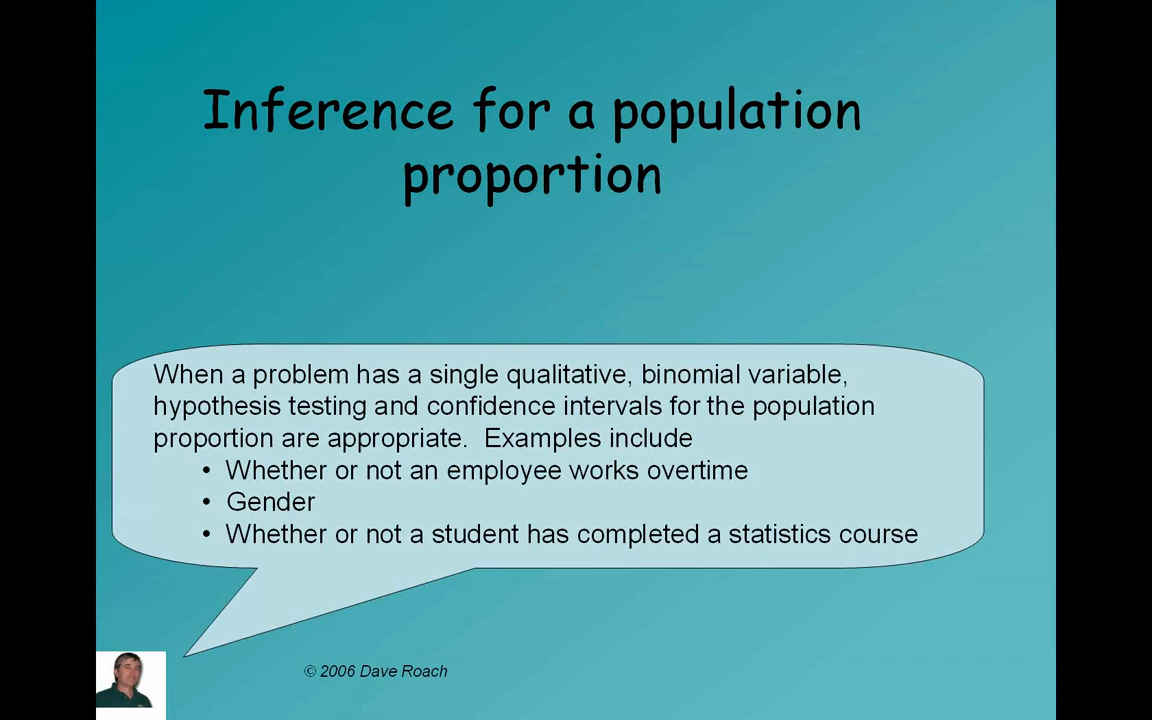 Inference for a population
proportion
When a problem has a single qualitative, binomial variable,
hypothesis testing and confidence intervals for the population
proportion are appropriate.  Examples include
• Whether or not an employee works overtime
• Gender
• Whether or not a student has completed a statistics course
© 2006 Dave Roach